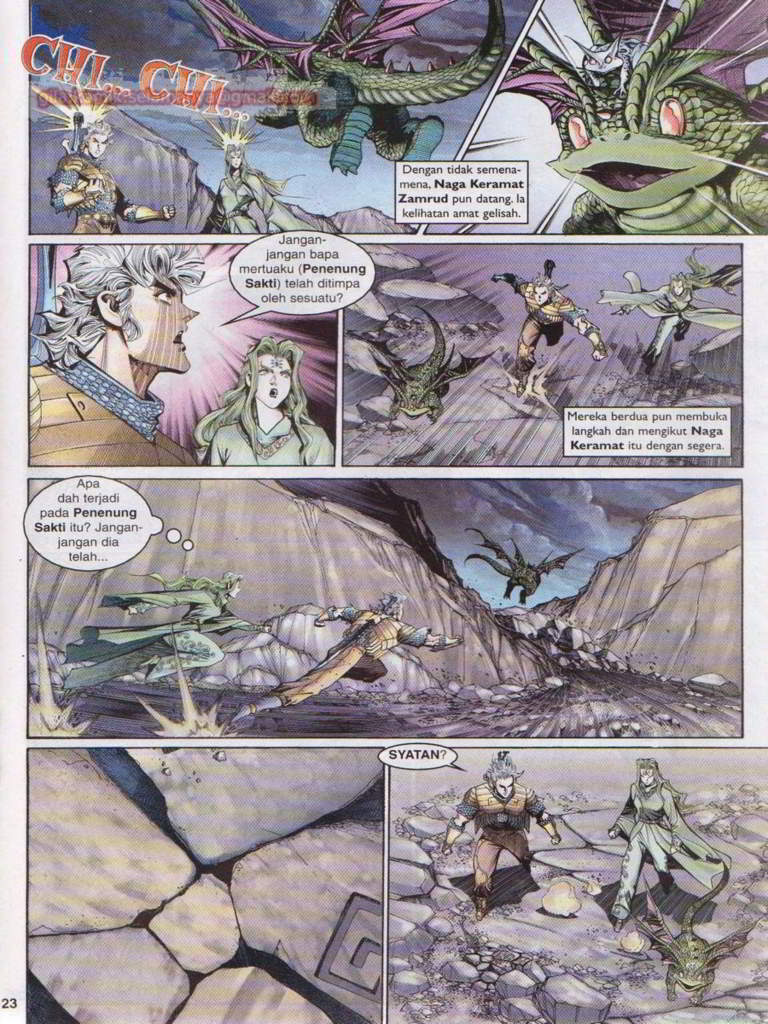 CHI... CHI...
Dengan tidak semena-
mena, Naga Keramat
Zamrud pun datang. Ia
kelihatan amat gelisah.
Jangan-
jangan bapa
mertuaku (Penenung
Sakti) telah ditimpa
oleh sesuatu?
Mereka berdua pun membuka
langkah dan mengikut Naga
Keramat itu dengan segera.
Apa
dah terjadi
pada Penenung
Sakti itu? Jangan-
jangan dia
telah...
SYATAN?
23